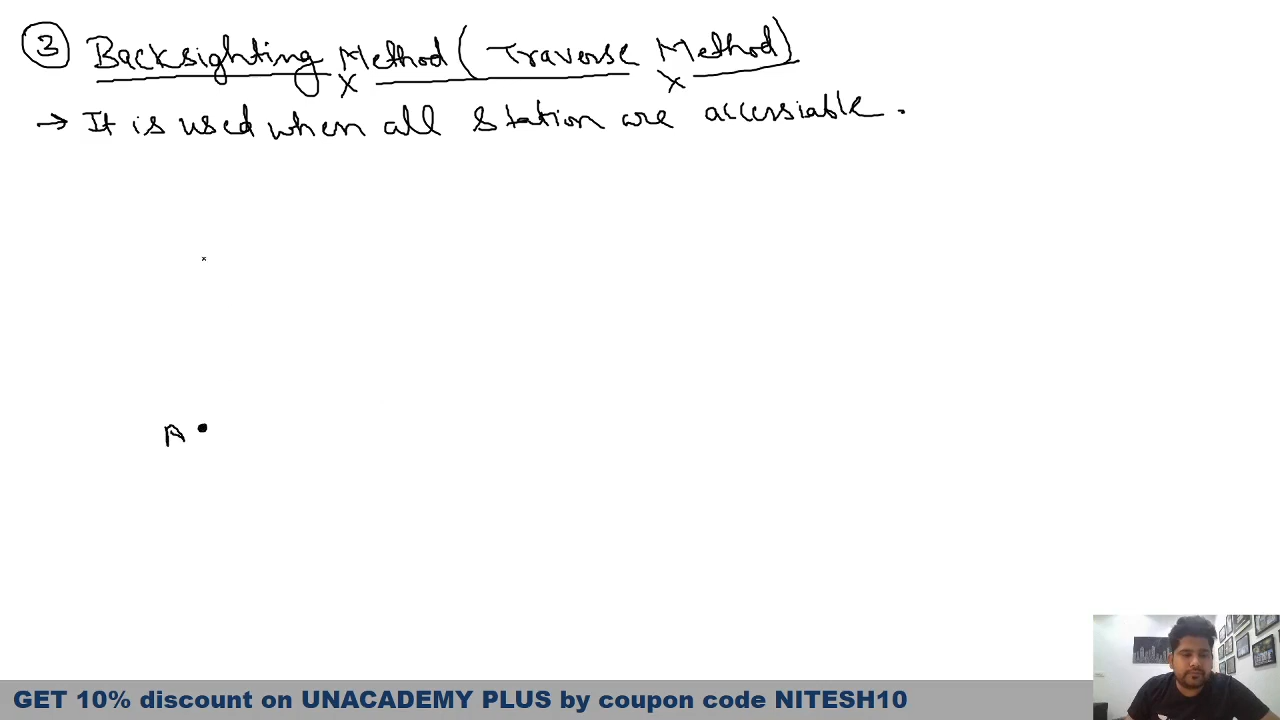 3 Backsighting Method (Traverse Method)
x x
→ It is used when all station are accessiable.
A
GET 10% discount on UNACADEMY PLUS by coupon code NITESH10